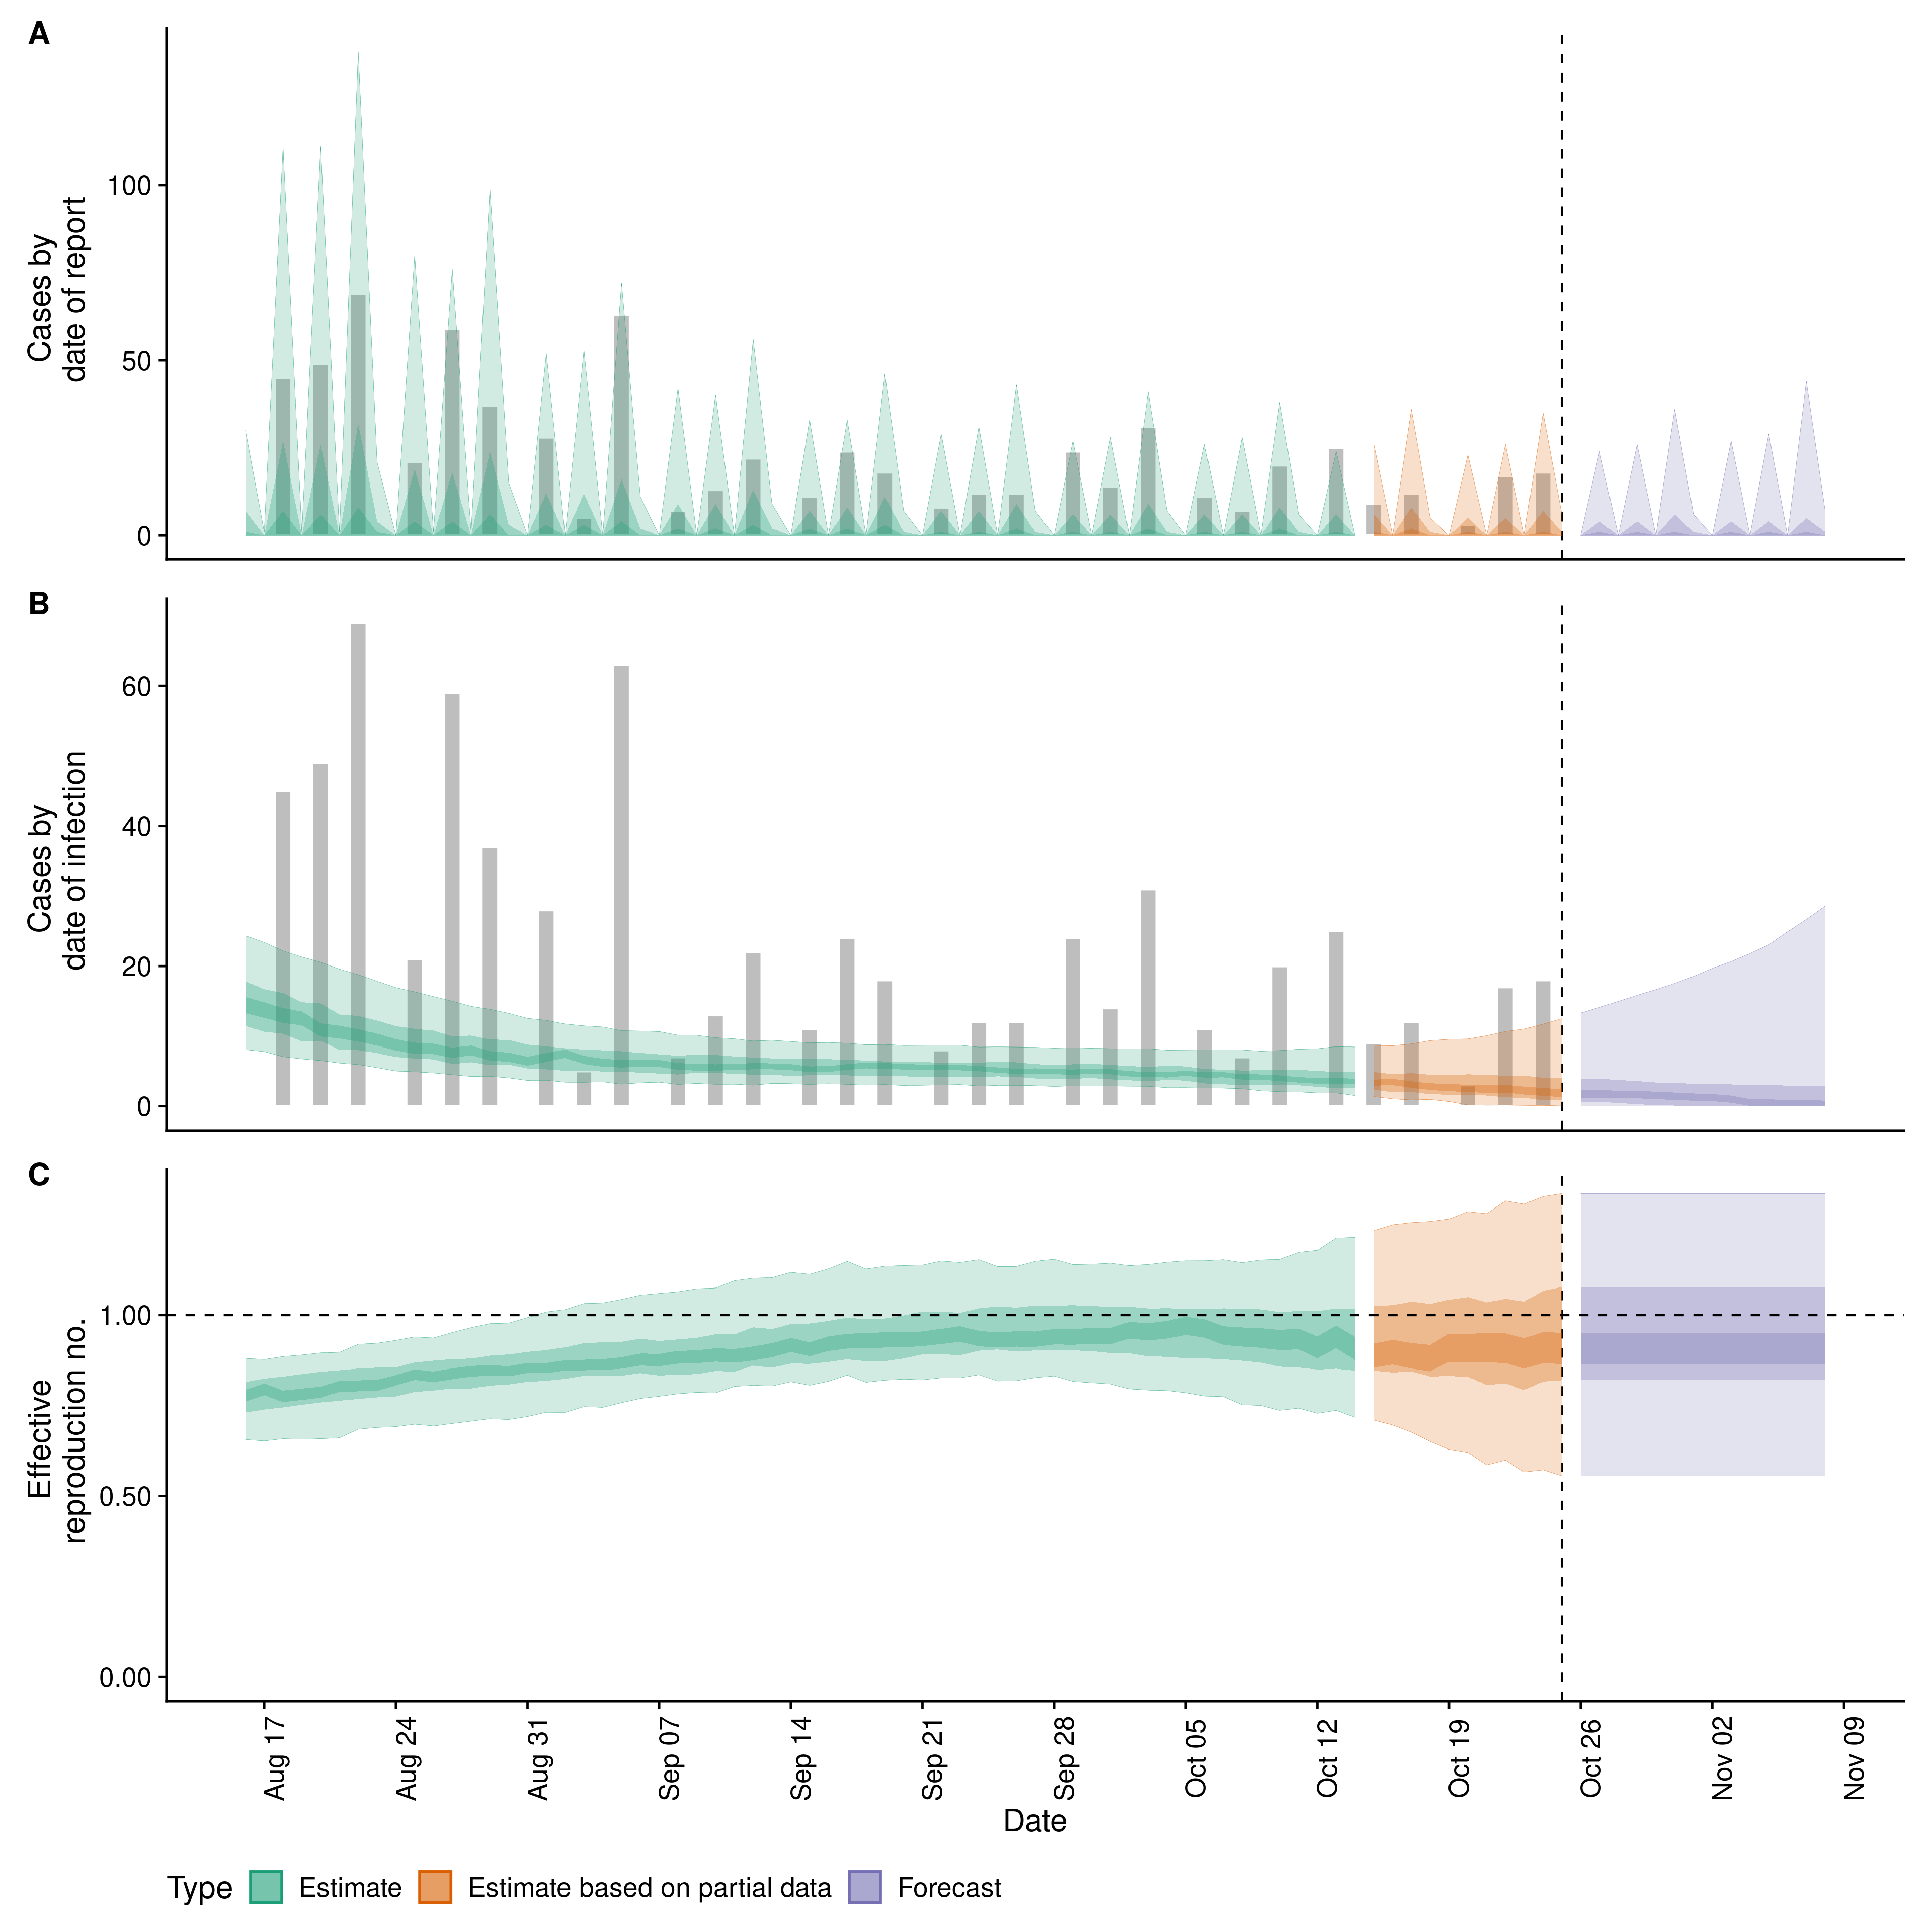 A
Cases by
date of report
100
50
0
B
Cases by
date of infection
60
40
20
0
C
Effective
reproduction no.
1.00
0.50
0.00
Aug 17
Aug 24
Aug 31
Sep 07
Sep 14
Sep 21
Sep 28
Oct 05
Oct 12
Oct 19
Oct 26
Nov 02
Nov 09
Date
Type
Estimate
Estimate based on partial data
Forecast